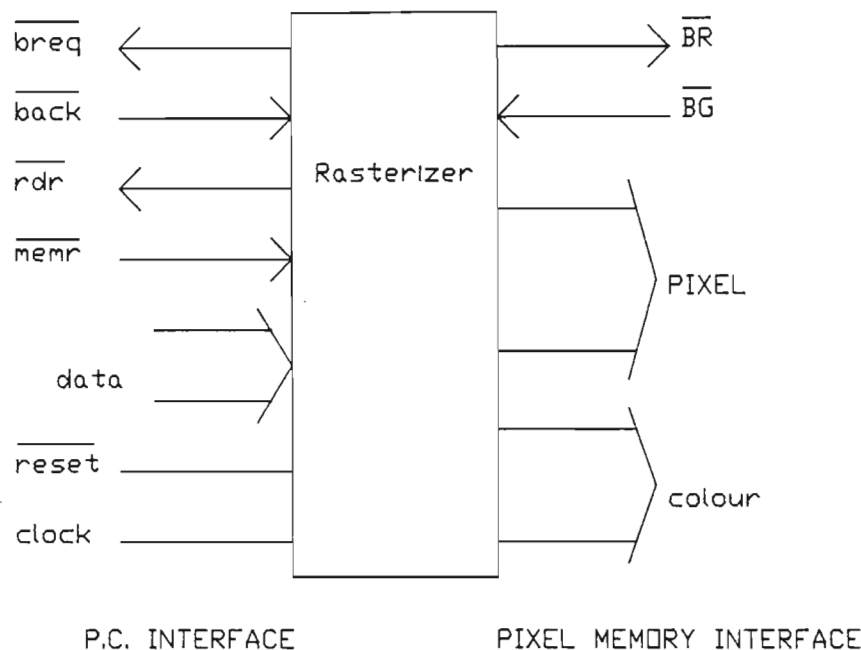 breq
back
rdr
memr
data
reset
clock
Rasterizer
BR
BG
PIXEL
colour
P.C. INTERFACE
PIXEL MEMORY INTERFACE